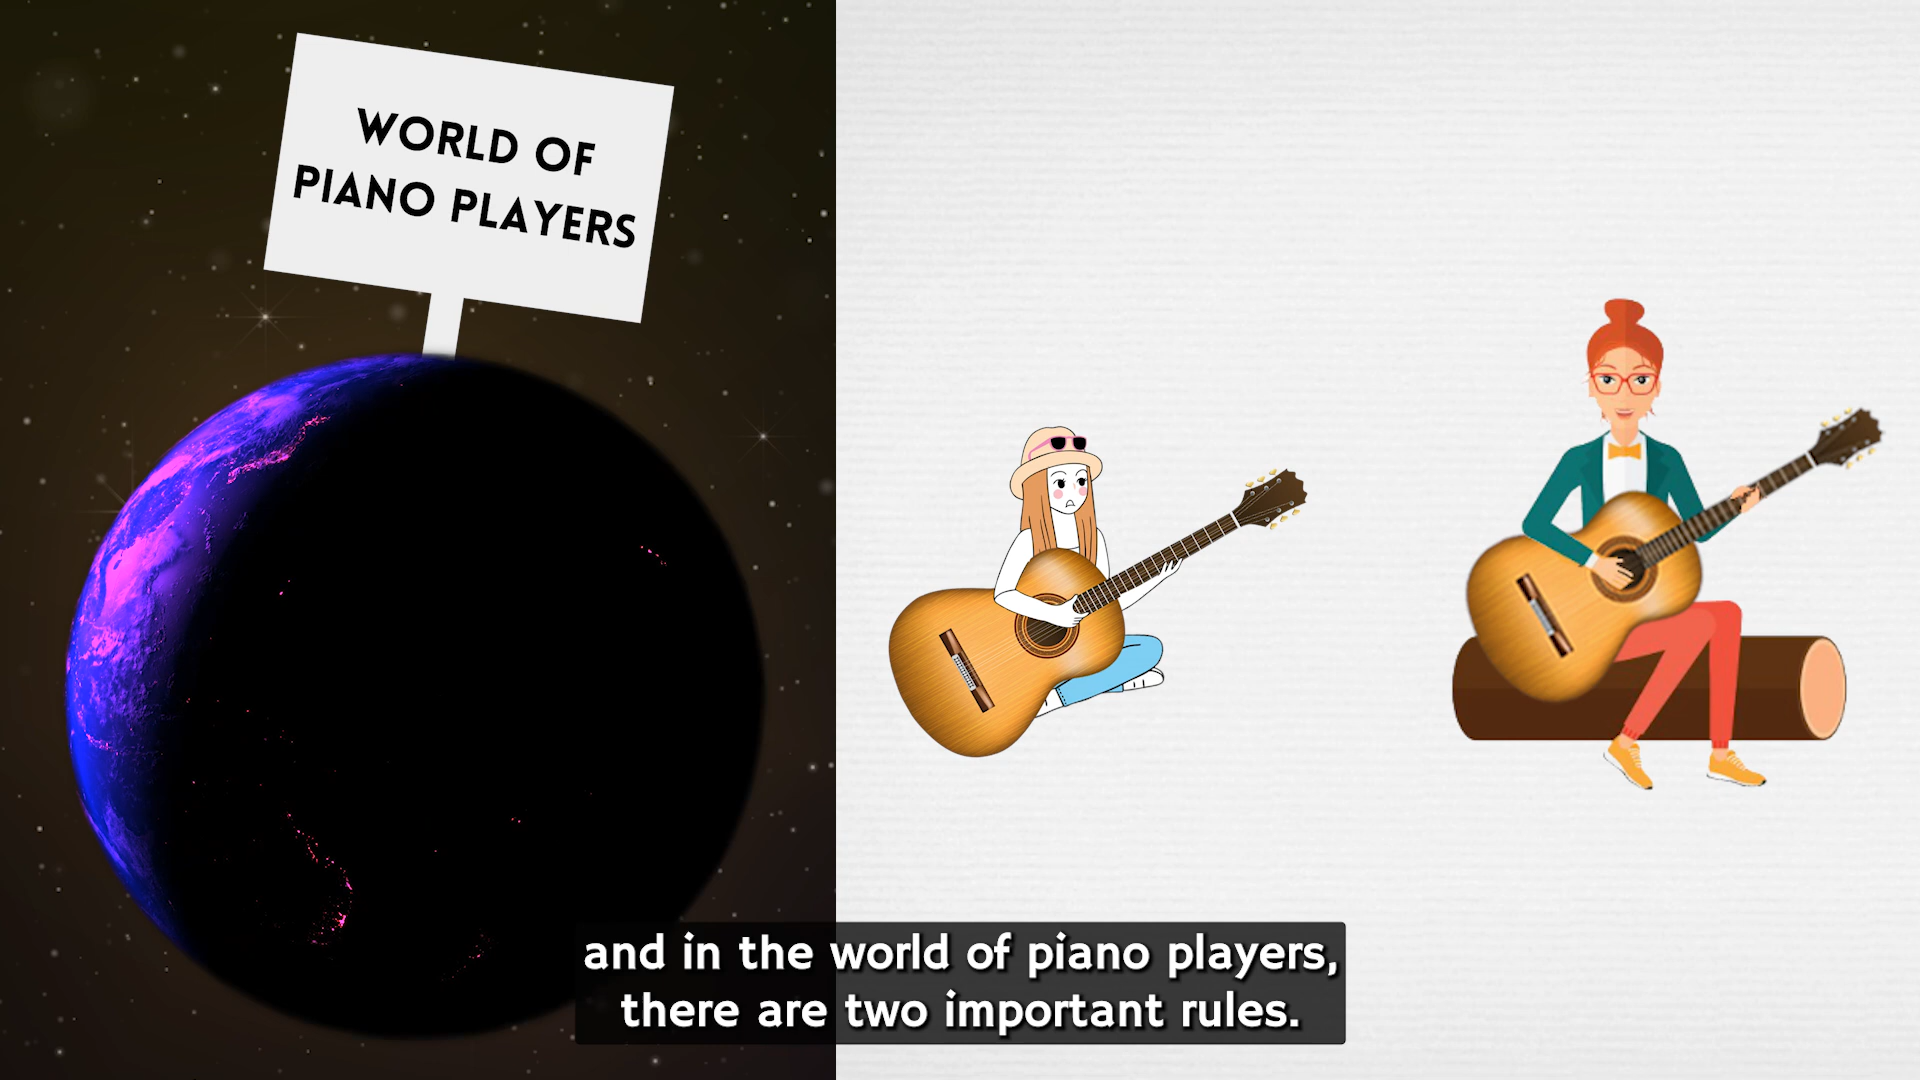 WORLD OF
PIANO PLAYERS
and in the world of piano players,
there are two important rules.